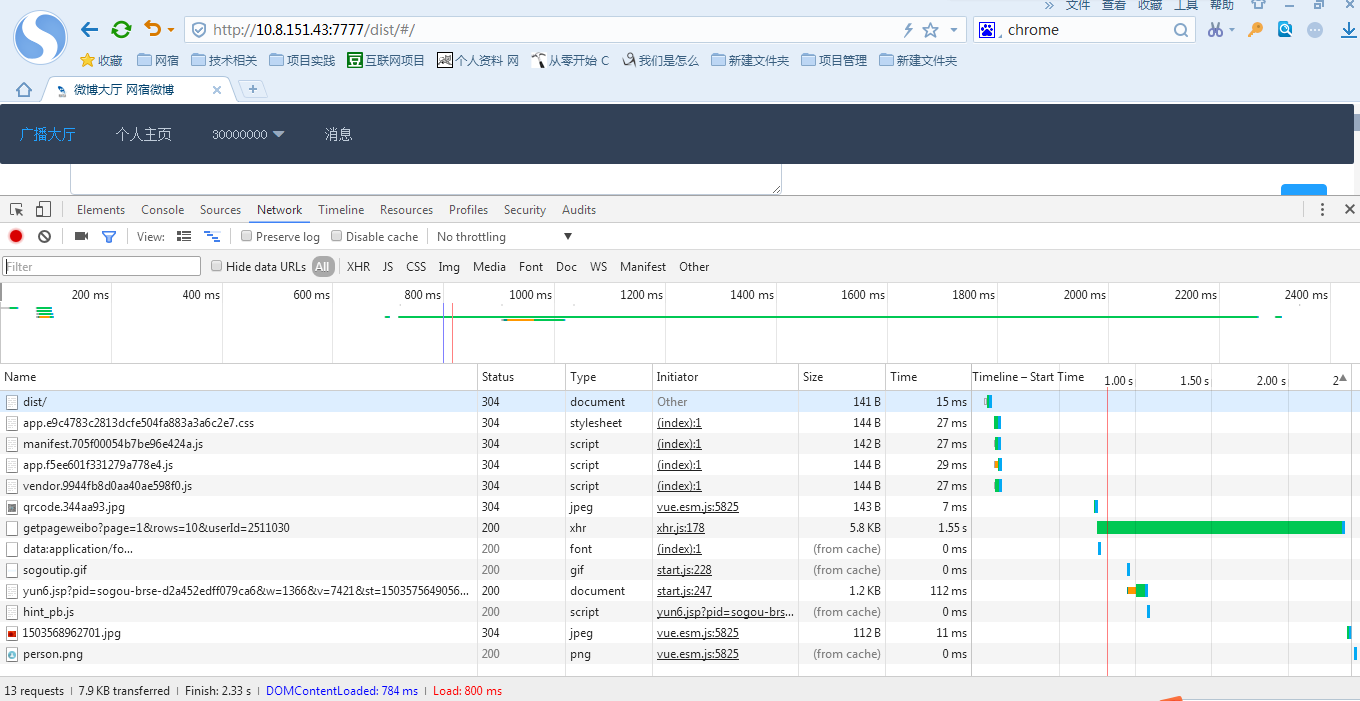 » 文件 查看 收藏 工具 帮助
http://10.8.151.43:7777/dist/#/ chrome
收藏 网宿 技术相关 项目实践 豆 互联网项目 个人资料 网 从零开始 C 我们是怎么 新建文件夹 项目管理 新建文件夹
微博大厅 网宿微博
广播大厅 个人主页 30000000 消息
Elements Console Sources Network Timeline Resources Profiles Security Audits
View: Preserve log Disable cache No throttling
Filter Hide data URLs All XHR JS CSS Img Media Font Doc WS Manifest Other
200 ms 400 ms 600 ms 800 ms 1000 ms 1200 ms 1400 ms 1600 ms 1800 ms 2000 ms 2200 ms 2400 ms
Name Status Type Initiator Size Time Timeline – Start Time 1.00 s 1.50 s 2.00 s 2
dist/ 304 document Other 141 B 15 ms
app.e9c4783c2813dcfe504fa883a3a6c2e7.css 304 stylesheet (index):1 144 B 27 ms
manifest.705f00054b7be96e424a.js 304 script (index):1 142 B 27 ms
app.f5ee601f331279a778e4.js 304 script (index):1 144 B 29 ms
vendor.9944fb8d0aa40ae598f0.js 304 script (index):1 144 B 27 ms
qrcode.344aa93.jpg 304 jpeg vue.esm.js:5825 143 B 7 ms
getpageweibo?page=1&rows=10&userId=2511030 200 xhr xhr.js:178 5.8 KB 1.55 s
data:application/fo... 200 font (index):1 (from cache) 0 ms
sogoutip.gif 200 gif start.js:228 (from cache) 0 ms
yun6.jsp?pid=sogou-brse-d2a452edff079ca6&w=1366&v=7421&st=1503575649056... 200 document start.js:247 1.2 KB 112 ms
hint_pb.js 200 script yun6.jsp?pid=sogou-brs... (from cache) 0 ms
1503568962701.jpg 304 jpeg vue.esm.js:5825 112 B 11 ms
person.png 200 png vue.esm.js:5825 (from cache) 0 ms
13 requests | 7.9 KB transferred | Finish: 2.33 s | DOMContentLoaded: 784 ms | Load: 800 ms